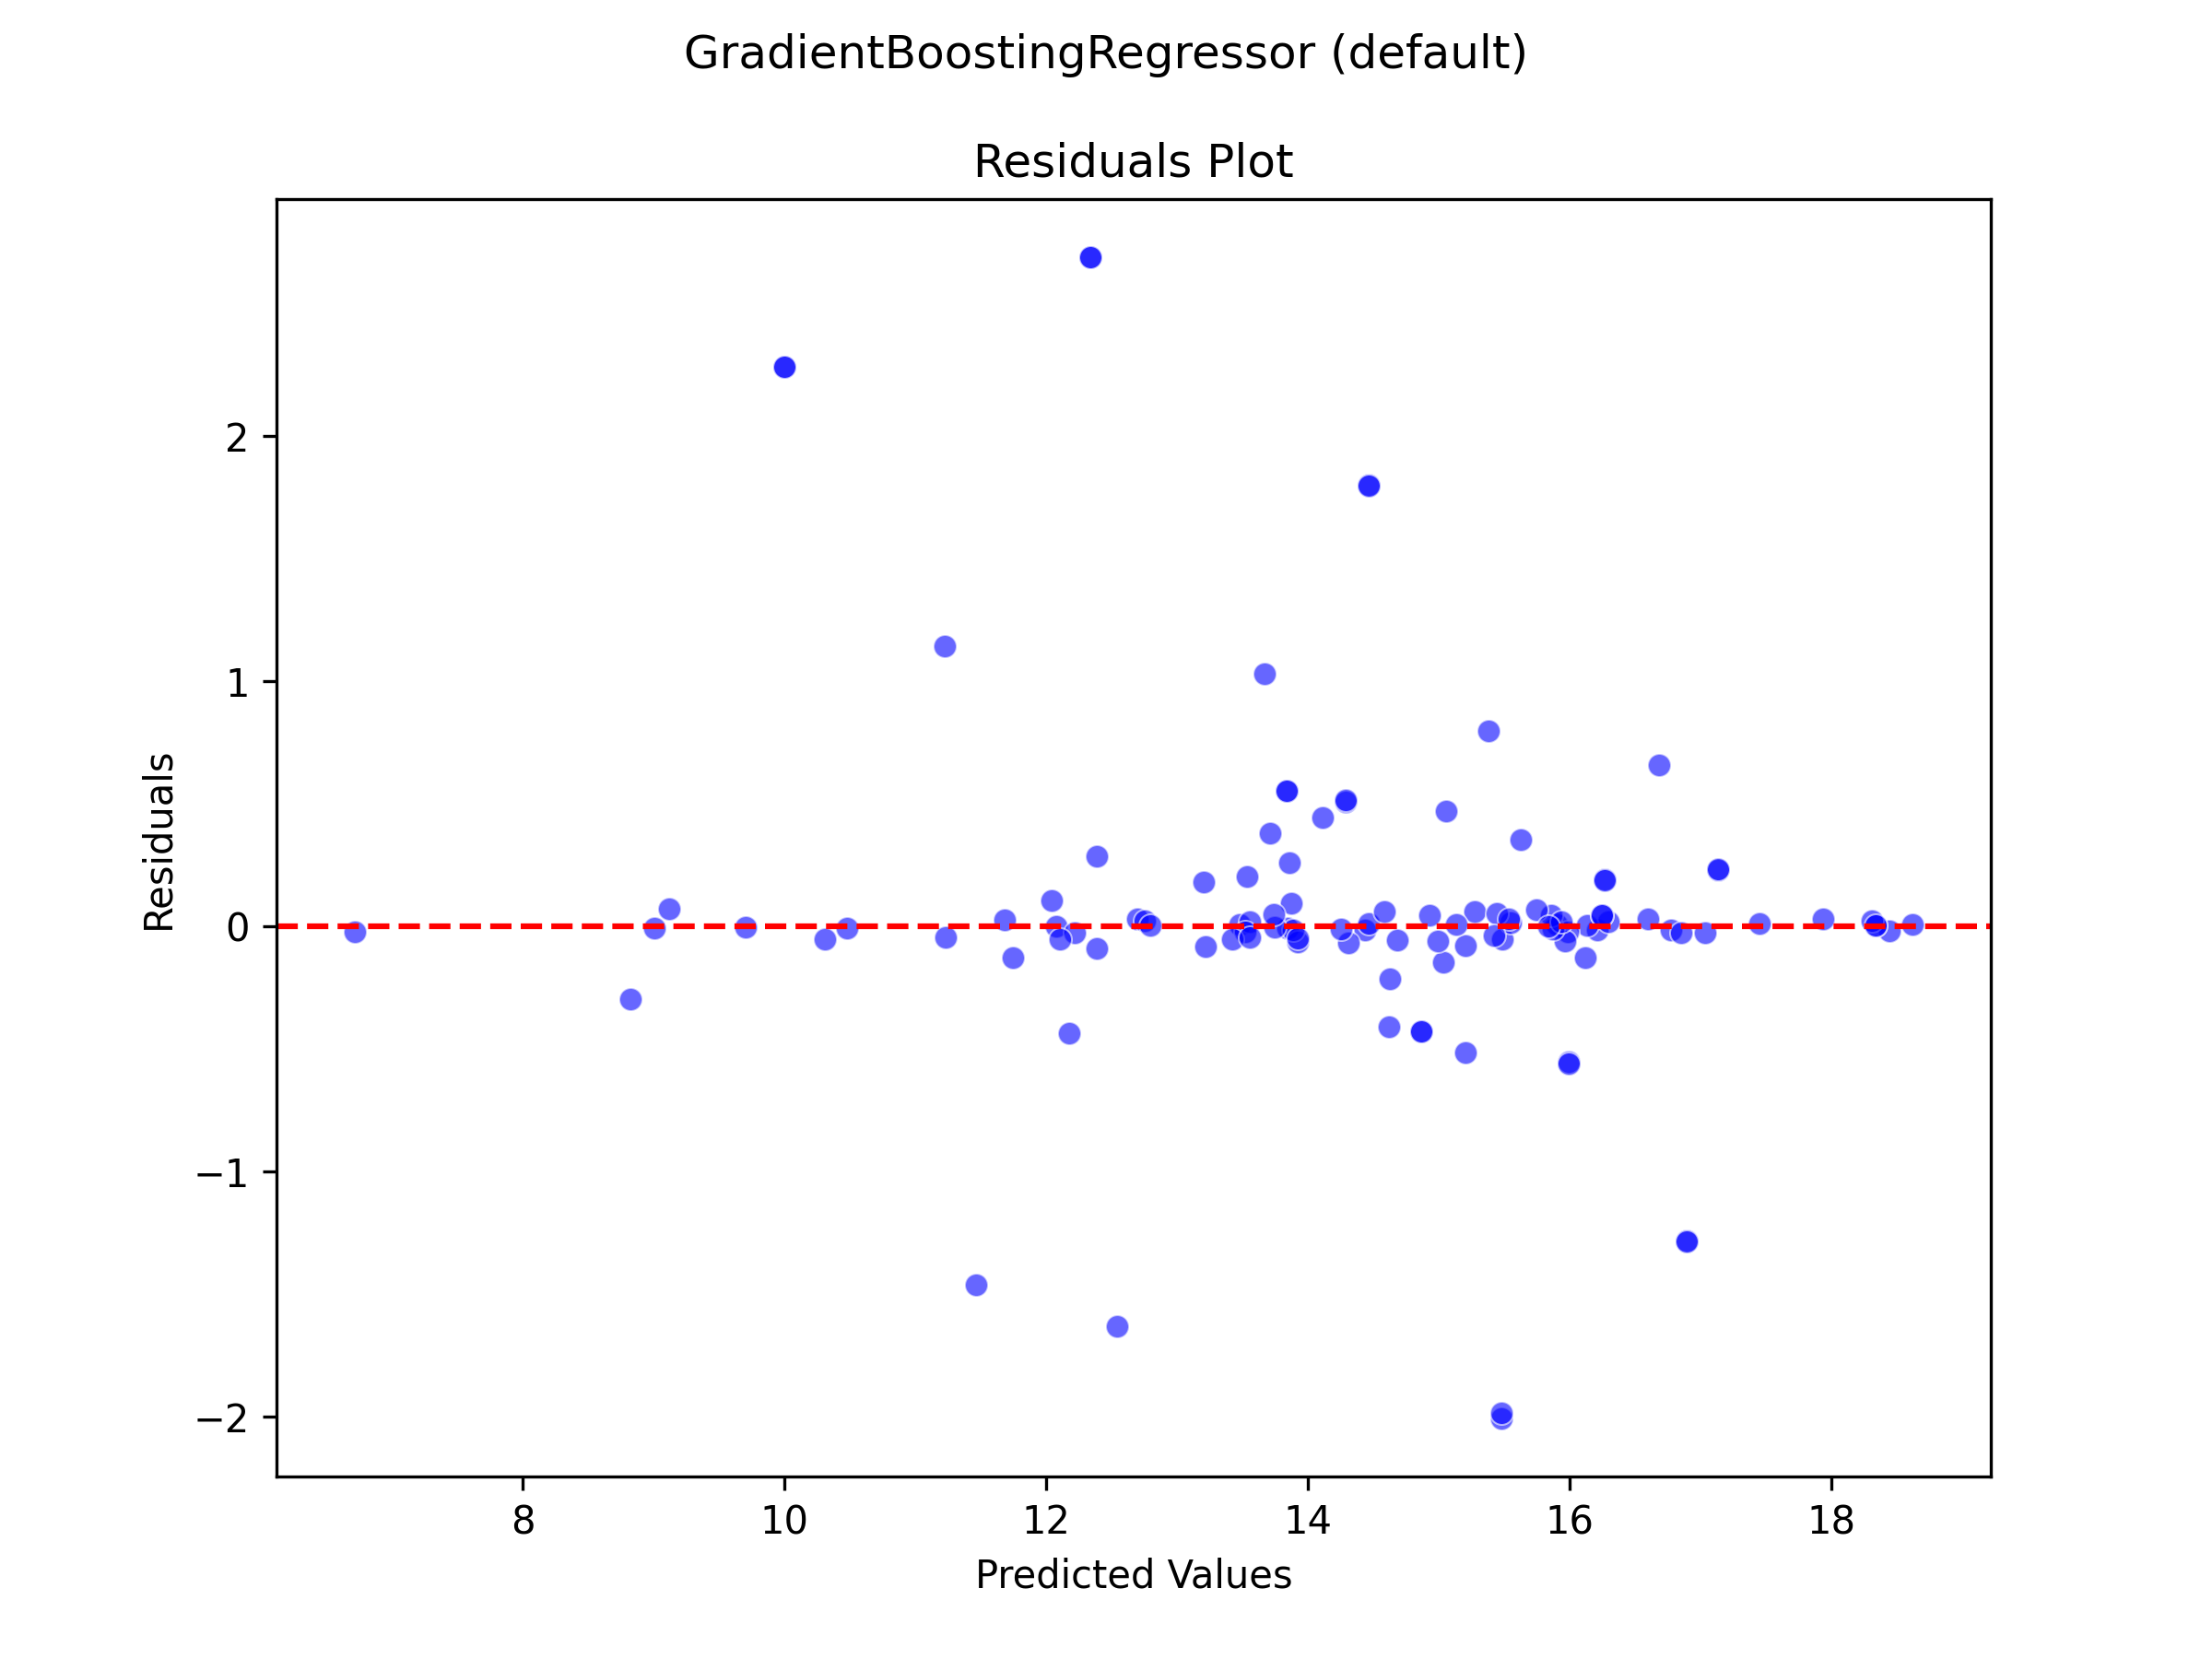 GradientBoostingRegressor (default)
Residuals Plot
Residuals
2
1
0
−1
−2
8 10 12 14 16 18
Predicted Values